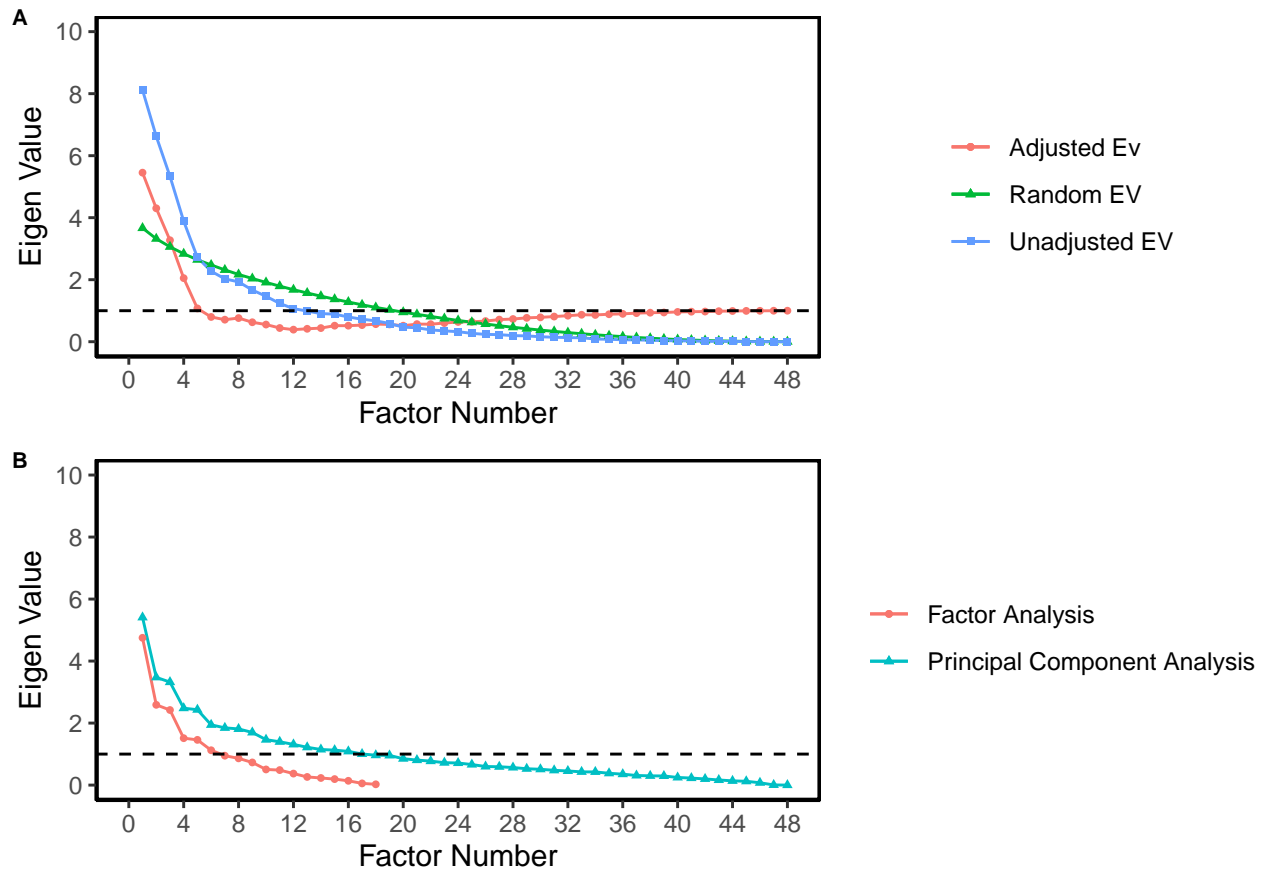 A
10
8
6
4
2
0
Eigen Value
0 4 8 12 16 20 24 28 32 36 40 44 48
Factor Number
Adjusted Ev
Random EV
Unadjusted EV
B
10
8
6
4
2
0
Eigen Value
0 4 8 12 16 20 24 28 32 36 40 44 48
Factor Number
Factor Analysis
Principal Component Analysis